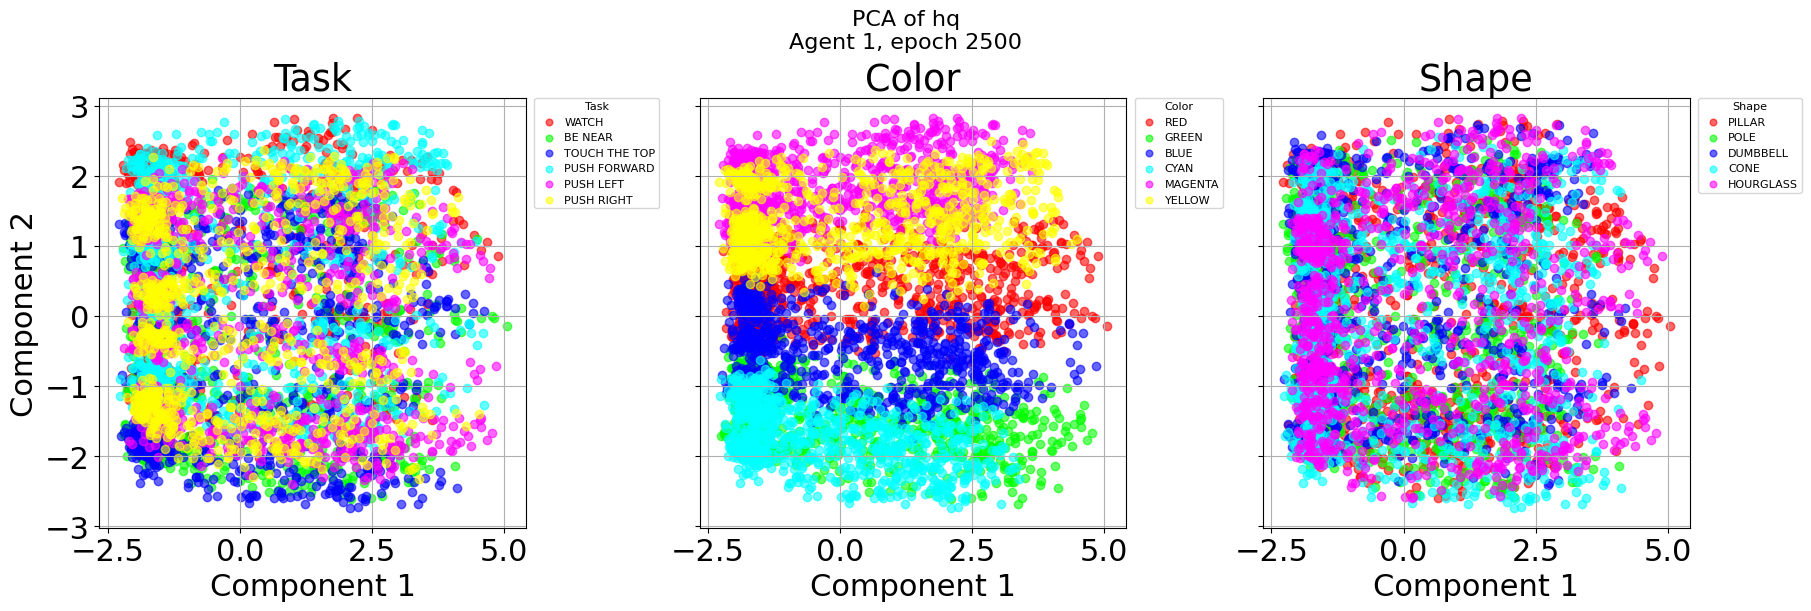 PCA of hq
Agent 1, epoch 2500
Task
Color
Shape
Component 2
3
2
1
0
−1
−2
−3
−2.5 0.0 2.5 5.0
Component 1
Task
WATCH
BE NEAR
TOUCH THE TOP
PUSH FORWARD
PUSH LEFT
PUSH RIGHT
−2.5 0.0 2.5 5.0
Component 1
Color
RED
GREEN
BLUE
CYAN
MAGENTA
YELLOW
−2.5 0.0 2.5 5.0
Component 1
Shape
PILLAR
POLE
DUMBBELL
CONE
HOURGLASS